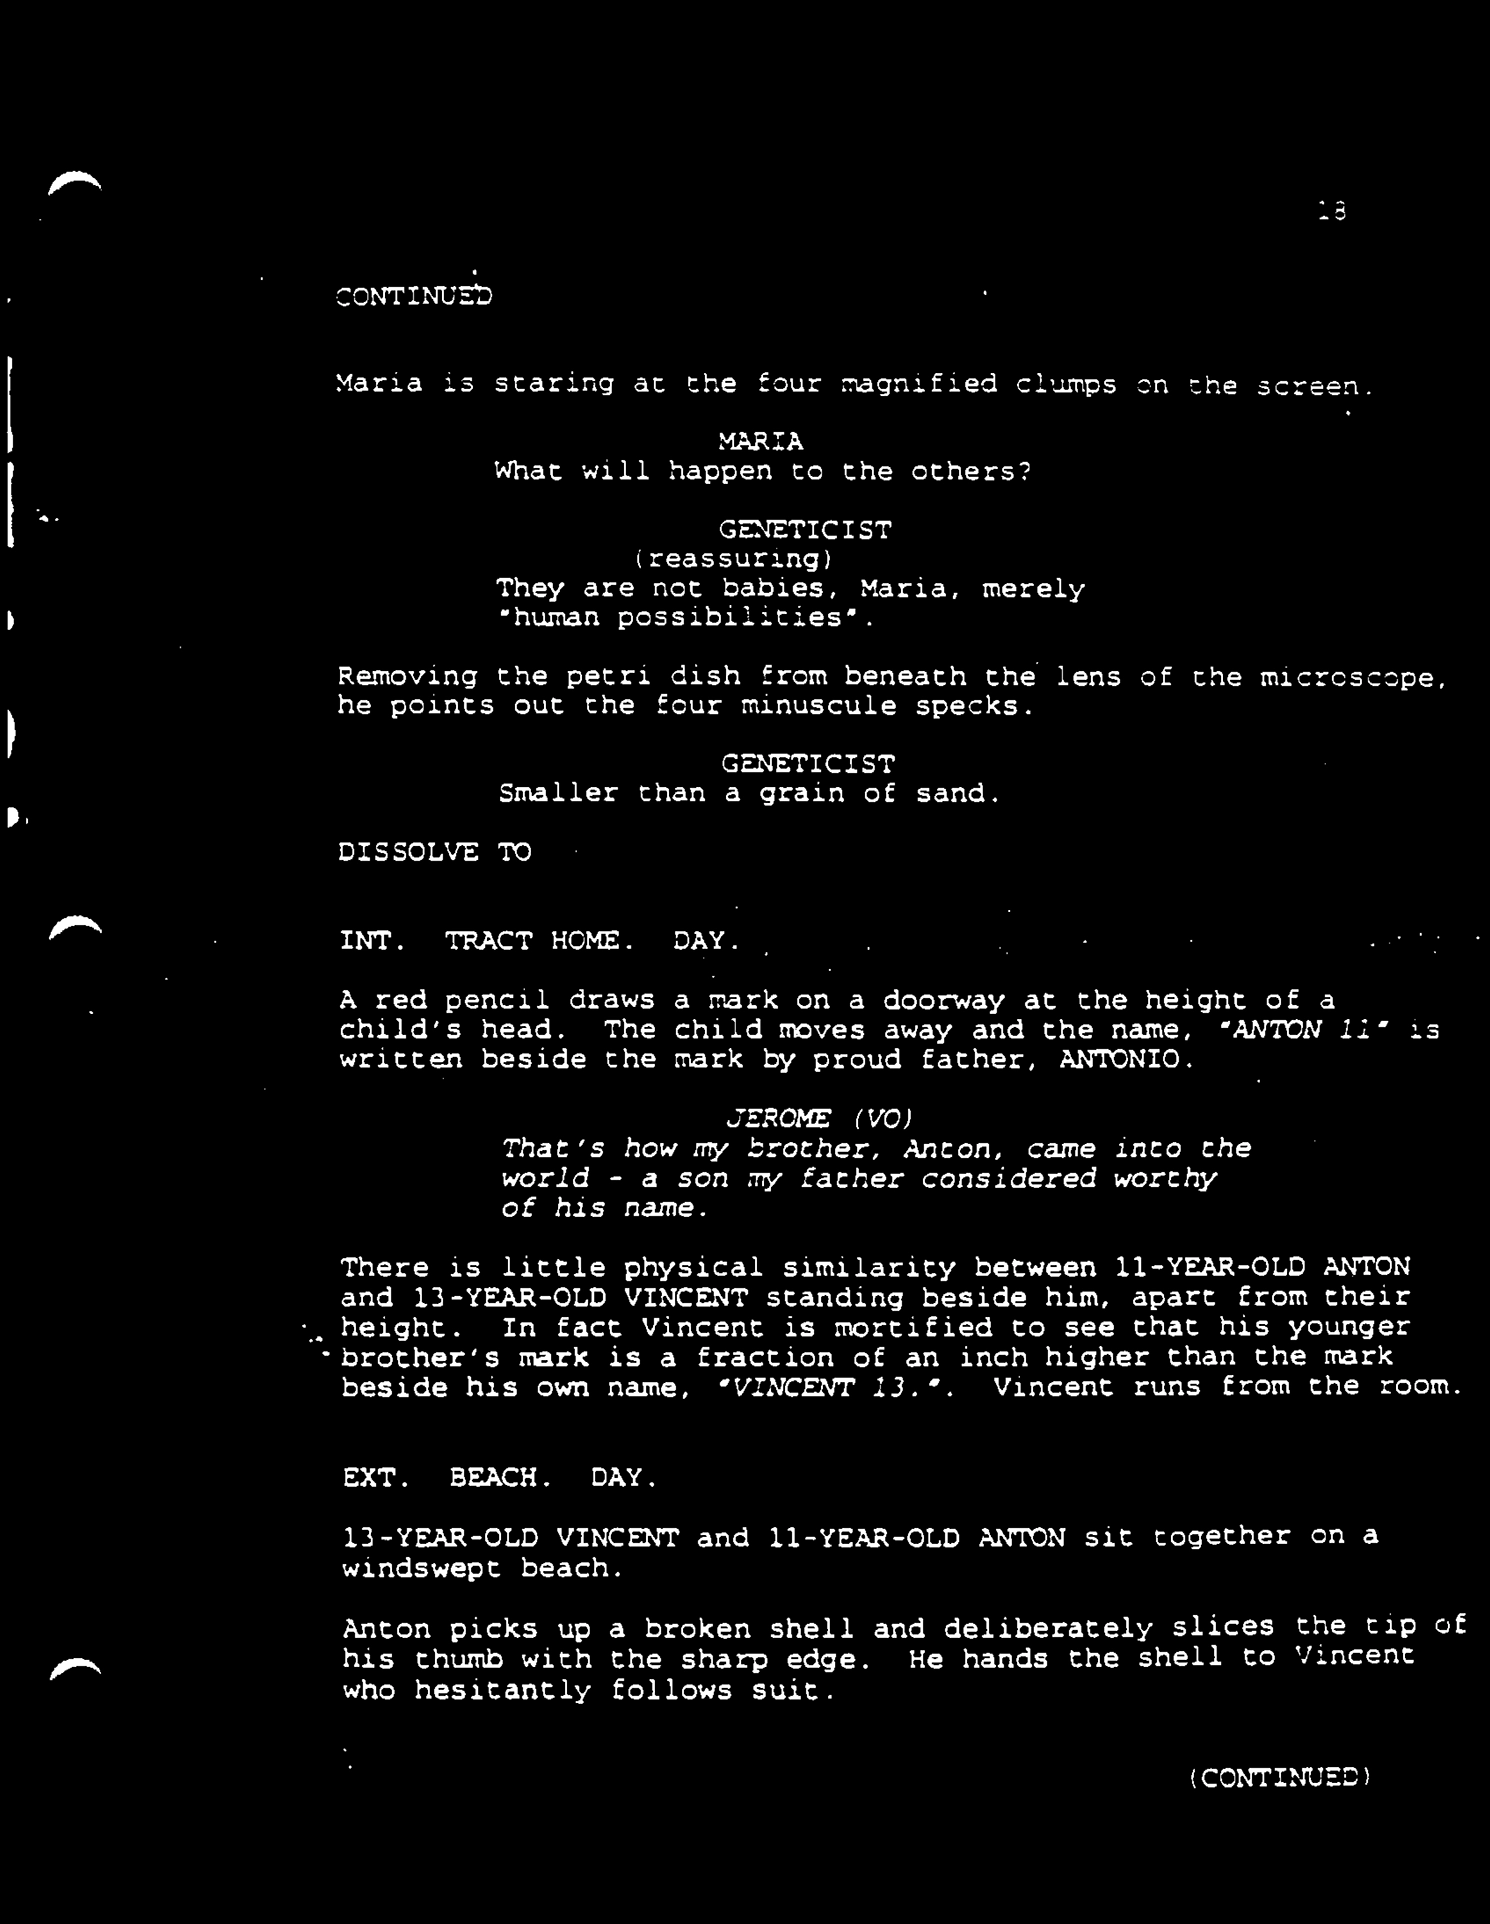 18
CONTINUED
Maria is staring at the four magnified clumps on the screen.
MARIA
What will happen to the others?
GENETICIST
(reassuring)
They are not babies, Maria, merely
"human possibilities".
Removing the petri dish from beneath the lens of the microscope,
he points out the four minuscule specks.
GENETICIST
Smaller than a grain of sand.
DISSOLVE TO
INT. TRACT HOME. DAY.
A red pencil draws a mark on a doorway at the height of a
child's head. The child moves away and the name, "ANTON 11" is
written beside the mark by proud father, ANTONIO.
JEROME (VO)
That's how my brother, Anton, came into the
world - a son my father considered worthy
of his name.
There is little physical similarity between 11-YEAR-OLD ANTON
and 13-YEAR-OLD VINCENT standing beside him, apart from their
height. In fact Vincent is mortified to see that his younger
brother's mark is a fraction of an inch higher than the mark
beside his own name, "VINCENT 13.". Vincent runs from the room.
EXT. BEACH. DAY.
13-YEAR-OLD VINCENT and 11-YEAR-OLD ANTON sit together on a
windswept beach.
Anton picks up a broken shell and deliberately slices the tip of
his thumb with the sharp edge. He hands the shell to Vincent
who hesitantly follows suit.
(CONTINUED)